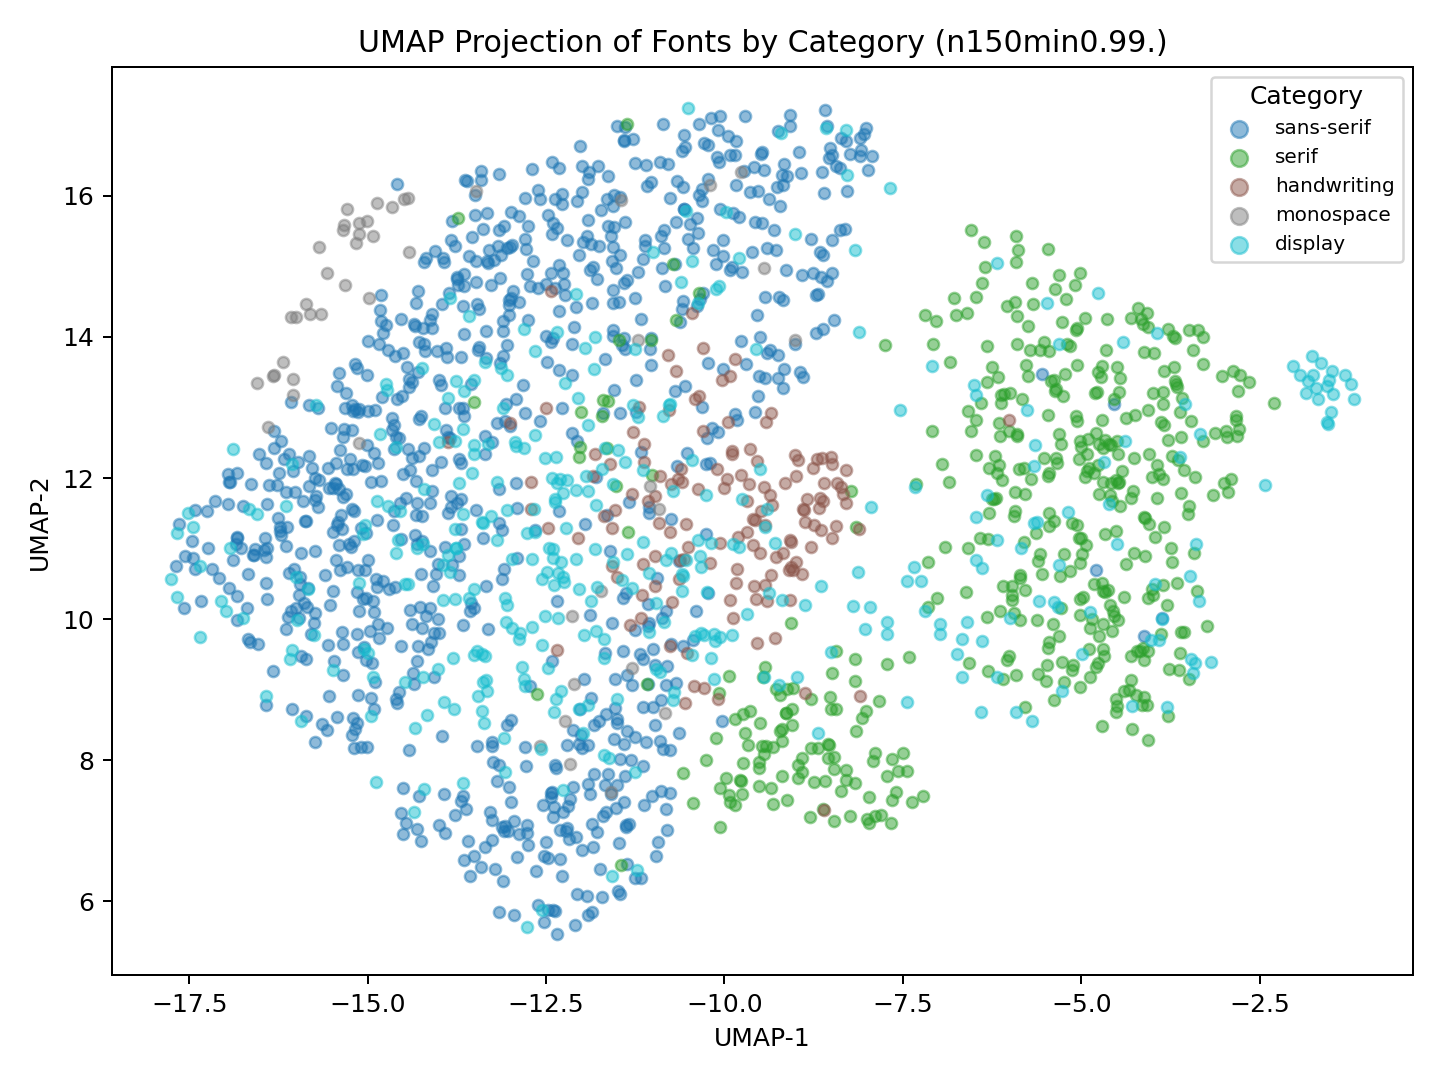 UMAP Projection of Fonts by Category (n150min0.99.)
Category
sans-serif
serif
handwriting
monospace
display
16
14
12
10
8
6
UMAP-2
−17.5 −15.0 −12.5 −10.0 −7.5 −5.0 −2.5
UMAP-1